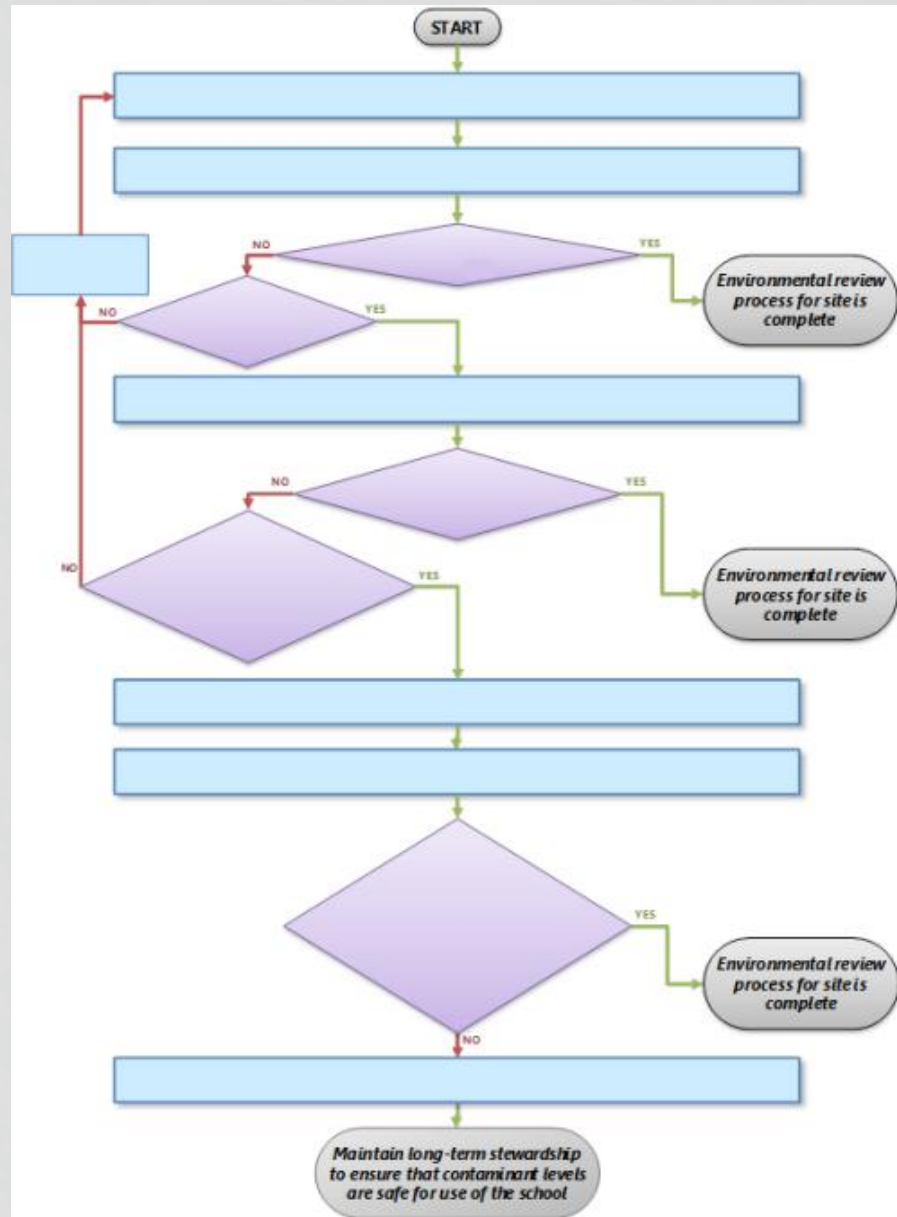 START
NO
YES
Environmental review
process for site is
complete
NO
YES
NO
YES
Environmental review
process for site is
complete
NO
YES
YES
Environmental review
process for site is
complete
NO
Maintain long-term stewardship
to ensure that contaminant levels
are safe for use of the school